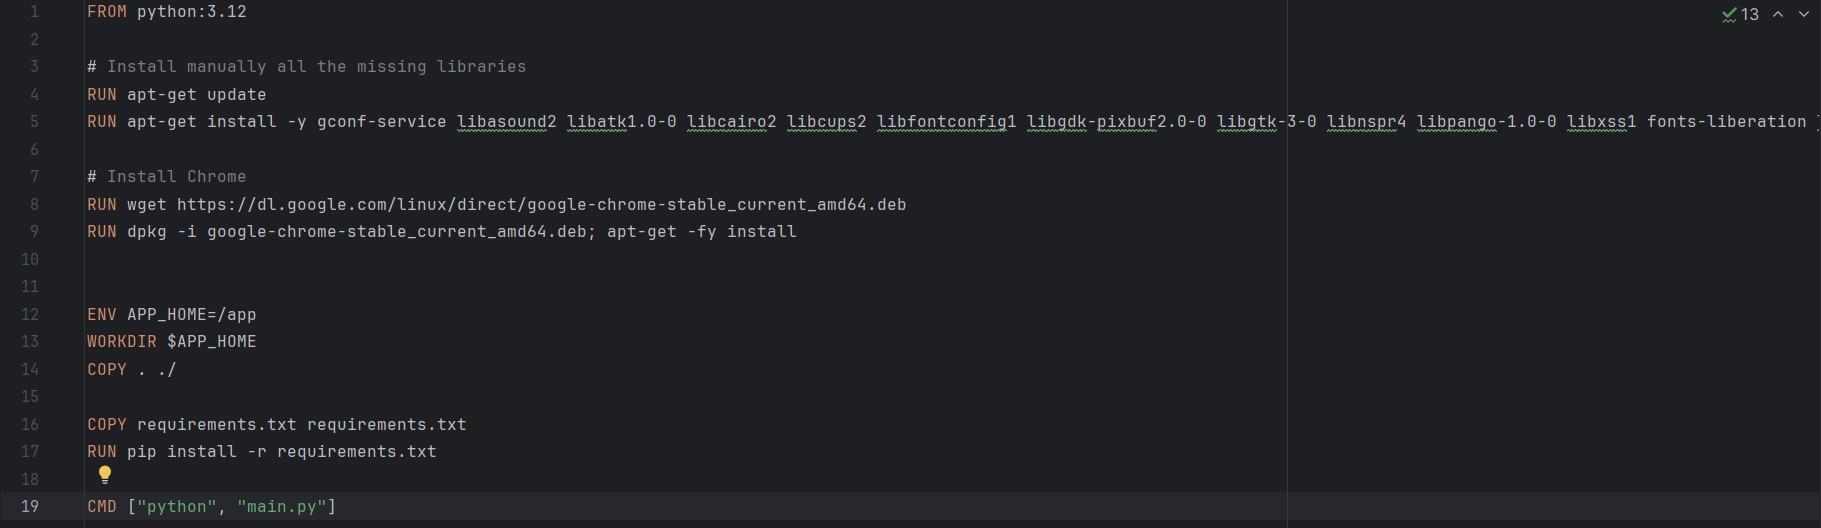 1 FROM python:3.12
2
3 # Install manually all the missing libraries
4 RUN apt-get update
5 RUN apt-get install -y gconf-service libasound2 libatk1.0-0 libcairo2 libcups2 libfontconfig1 libgdk-pixbuf2.0-0 libgtk-3-0 libnspr4 libpango-1.0-0 libxss1 fonts-liberation
6
7 # Install Chrome
8 RUN wget https://dl.google.com/linux/direct/google-chrome-stable_current_amd64.deb
9 RUN dpkg -i google-chrome-stable_current_amd64.deb; apt-get -fy install
10
11
12 ENV APP_HOME=/app
13 WORKDIR $APP_HOME
14 COPY . ./
15
16 COPY requirements.txt requirements.txt
17 RUN pip install -r requirements.txt
18
19 CMD ["python", "main.py"]
13